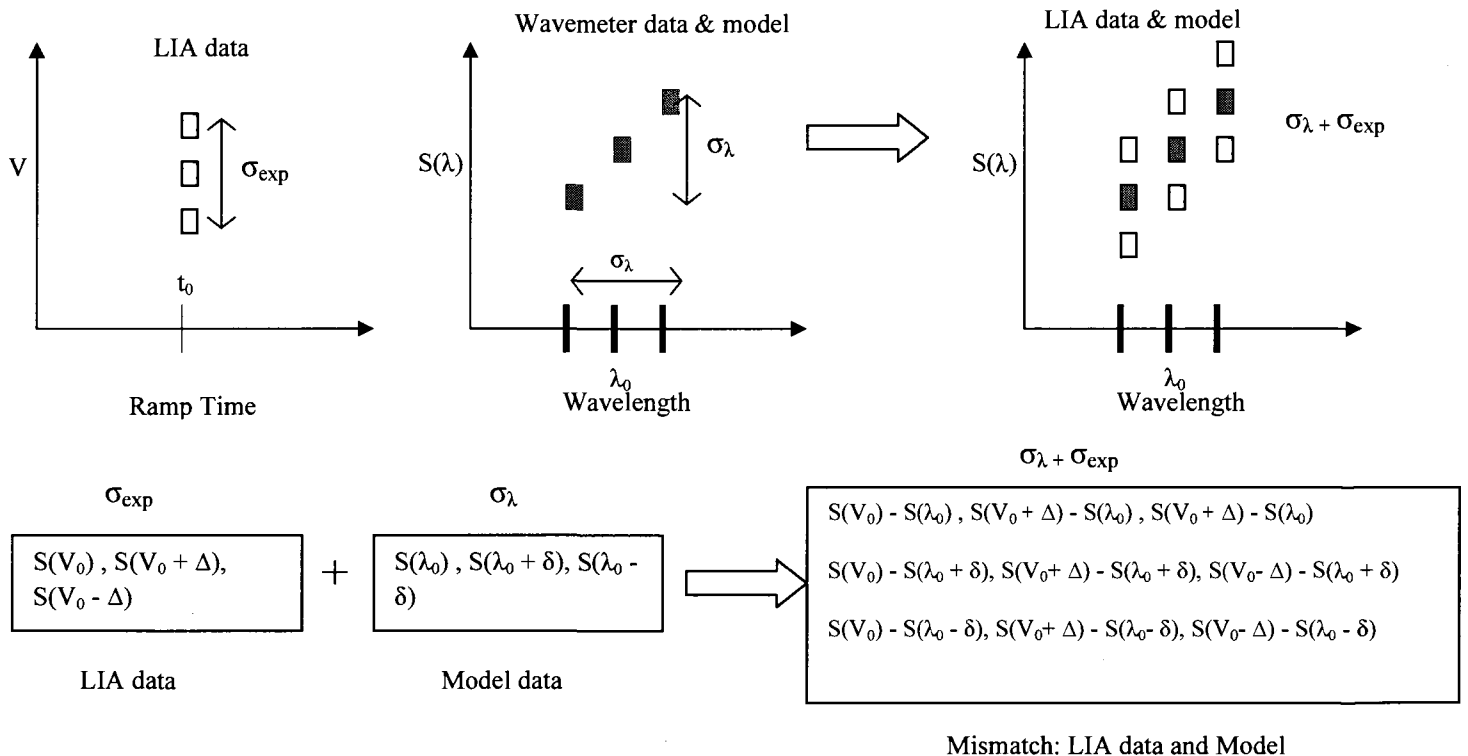 LIA data
V
σexp
t₀
Ramp Time
Wavemeter data & model
S(λ)
σλ
σλ
λ₀
Wavelength
LIA data & model
S(λ)
σλ + σexp
λ₀
Wavelength
σexp
S(V₀) , S(V₀ + Δ),
S(V₀ - Δ)
LIA data
+
σλ
S(λ₀) , S(λ₀ + δ), S(λ₀ -
δ)
Model data
σλ + σexp
S(V₀) - S(λ₀) , S(V₀ + Δ) - S(λ₀) , S(V₀ + Δ) - S(λ₀)
S(V₀) - S(λ₀ + δ), S(V₀+ Δ) - S(λ₀ + δ), S(V₀- Δ) - S(λ₀ + δ)
S(V₀) - S(λ₀ - δ), S(V₀+ Δ) - S(λ₀- δ), S(V₀- Δ) - S(λ₀ - δ)
Mismatch: LIA data and Model